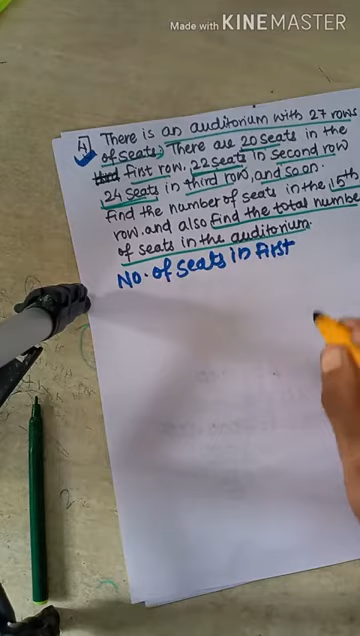 Made with KINEMASTER
4) There is an auditorium with 27 rows
of seats, There are 20 seats in the
first row, 22 seats in second row
24 seats in third row, and so on.
find the number of seats in the 15th
row. and also find the total numbe
of seats in the auditorium.
No. of seats in first